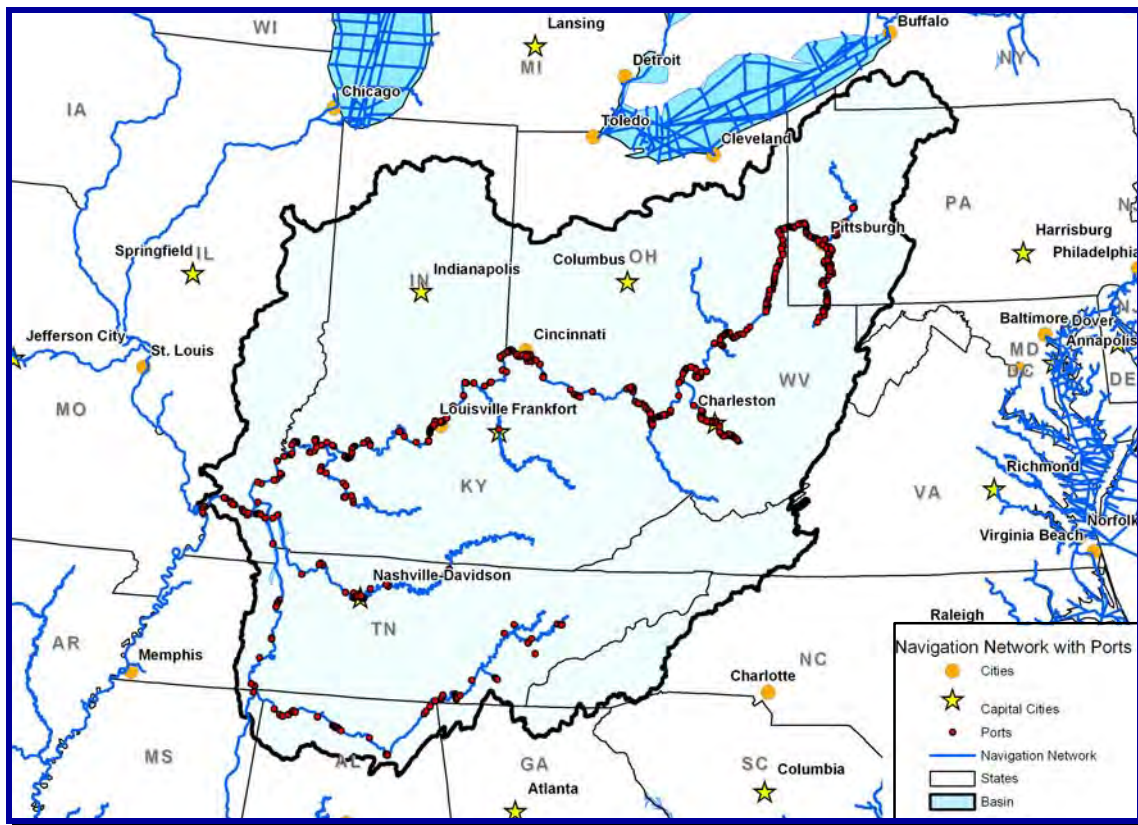 Lansing
Buffalo
WI
MI
Detroit
NY
Chicago
IA
Toledo
Cleveland
PA
N
Pittsburgh
Harrisburg
Philadelphia
Springfield
IL
Columbus
OH
Indianapolis
IN
N
Baltimore
Dover
Jefferson City
Cincinnati
Annapolis
St. Louis
MD
DC
WV
DE
MO
Louisville
Frankfort
Charleston
Richmond
KY
VA
Norfolk
Virginia Beach
Nashville-Davidson
Raleigh
TN
AR
Memphis
NC
Charlotte
MS
AL
GA
SC
Columbia
Atlanta
Navigation Network with Ports
Cities
Capital Cities
Ports
Navigation Network
States
Basin